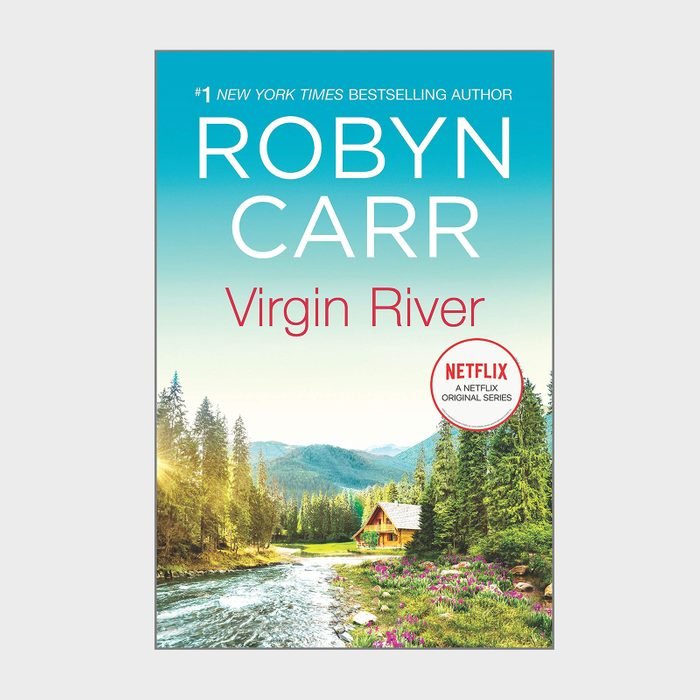 #1 NEW YORK TIMES BESTSELLING AUTHOR
ROBYN
CARR
Virgin River
NETFLIX
A NETFLIX
ORIGINAL SERIES